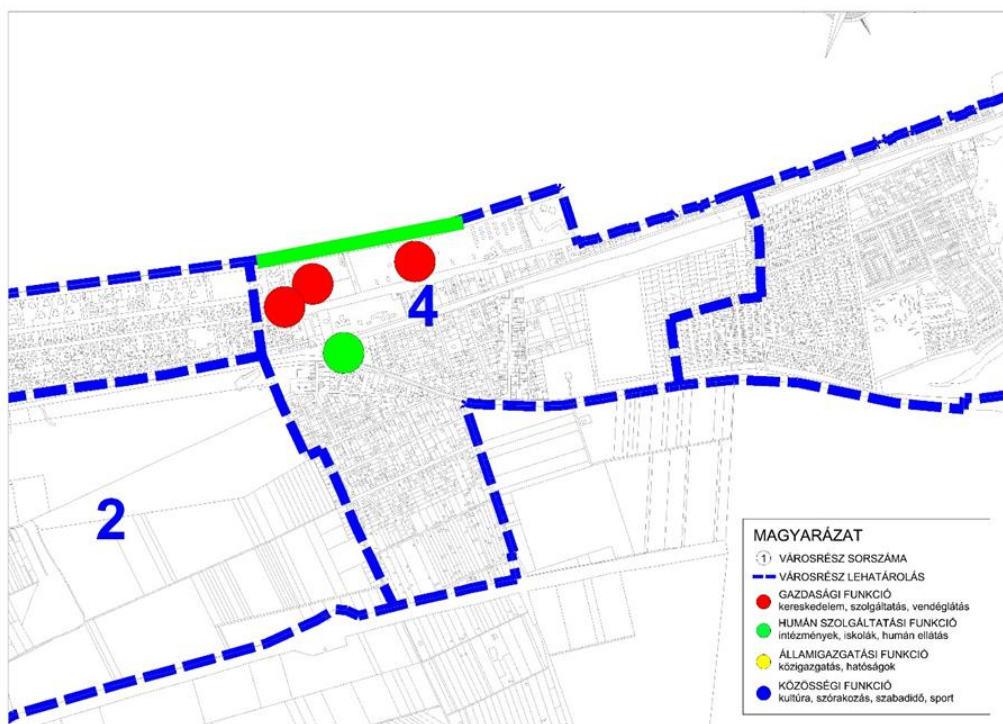 4
2
MAGYARÁZAT
1 VÁROSRÉSZ SORSZÁMA
VÁROSRÉSZ LEHATÁROLÁS
GAZDASÁGI FUNKCIÓ
kereskedelem, szolgáltatás, vendéglátás
HUMÁN SZOLGÁLTATÁSI FUNKCIÓ
intézmények, iskolák, humán ellátás
ÁLLAMIGAZGATÁSI FUNKCIÓ
közigazgatás, hatóságok
KÖZÖSSÉGI FUNKCIÓ
kultúra, szórakozás, szabadidő, sport